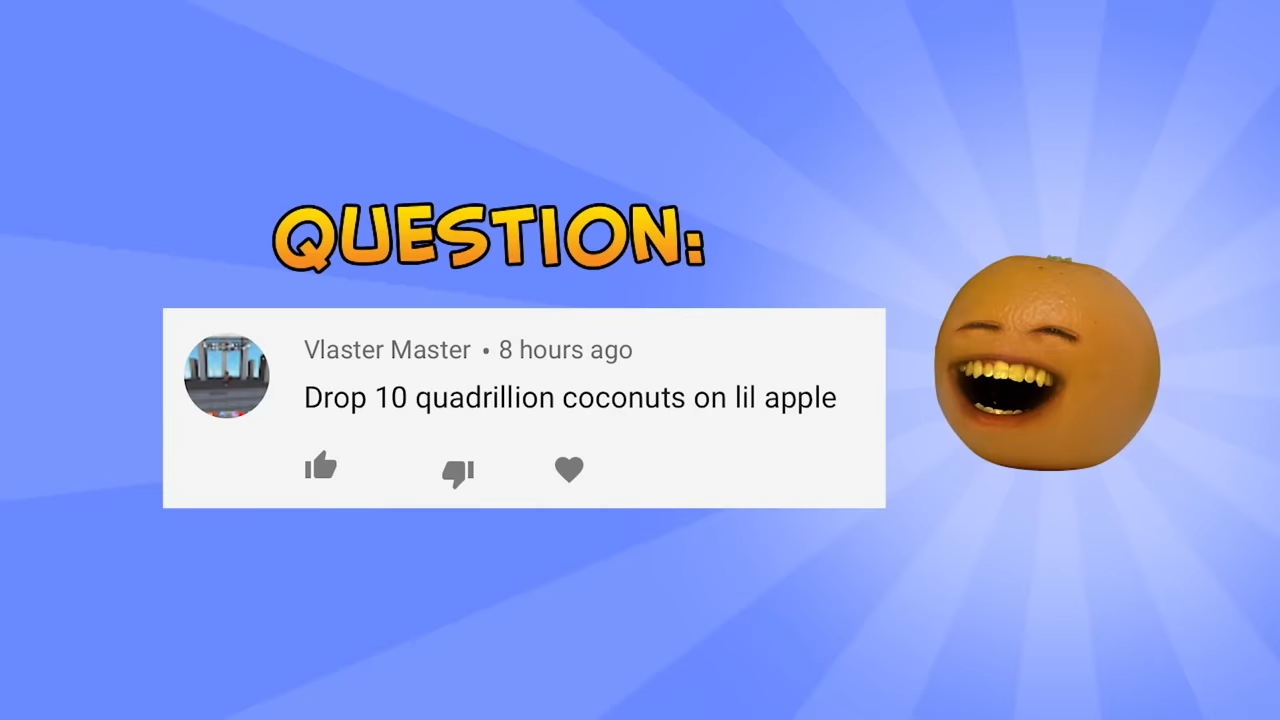 QUESTION:
Vlaster Master • 8 hours ago
Drop 10 quadrillion coconuts on lil apple